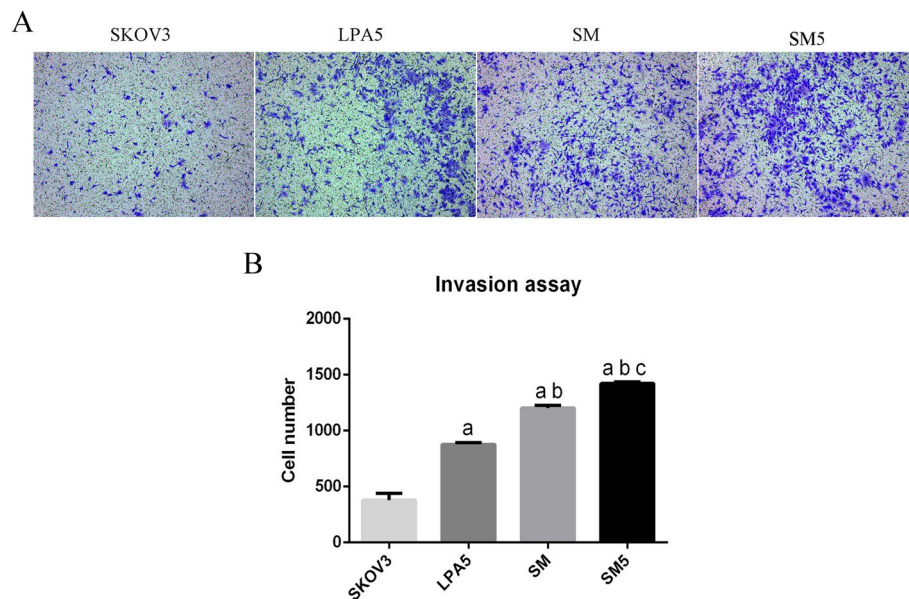 A
SKOV3 LPA5 SM SM5
B
Invasion assay
Cell number
2000
1500
1000
500
0
a
a b
a b c
SKOV3 LPA5 SM SM5